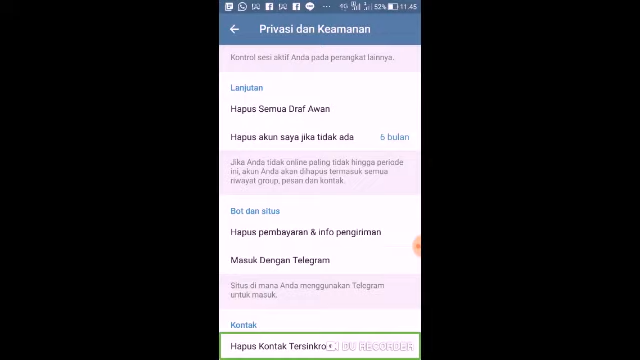 52% 11.45
Privasi dan Keamanan
Kontrol sesi aktif Anda pada perangkat lainnya.
Lanjutan
Hapus Semua Draf Awan
Hapus akun saya jika tidak ada 6 bulan
Jika Anda tidak online paling tidak hingga periode
ini, akun Anda akan dihapus termasuk semua
riwayat group, pesan dan kontak.
Bot dan situs
Hapus pembayaran & info pengiriman
Masuk Dengan Telegram
Situs di mana Anda menggunakan Telegram
untuk masuk.
Kontak
Hapus Kontak Tersinkro
DU RECORDER